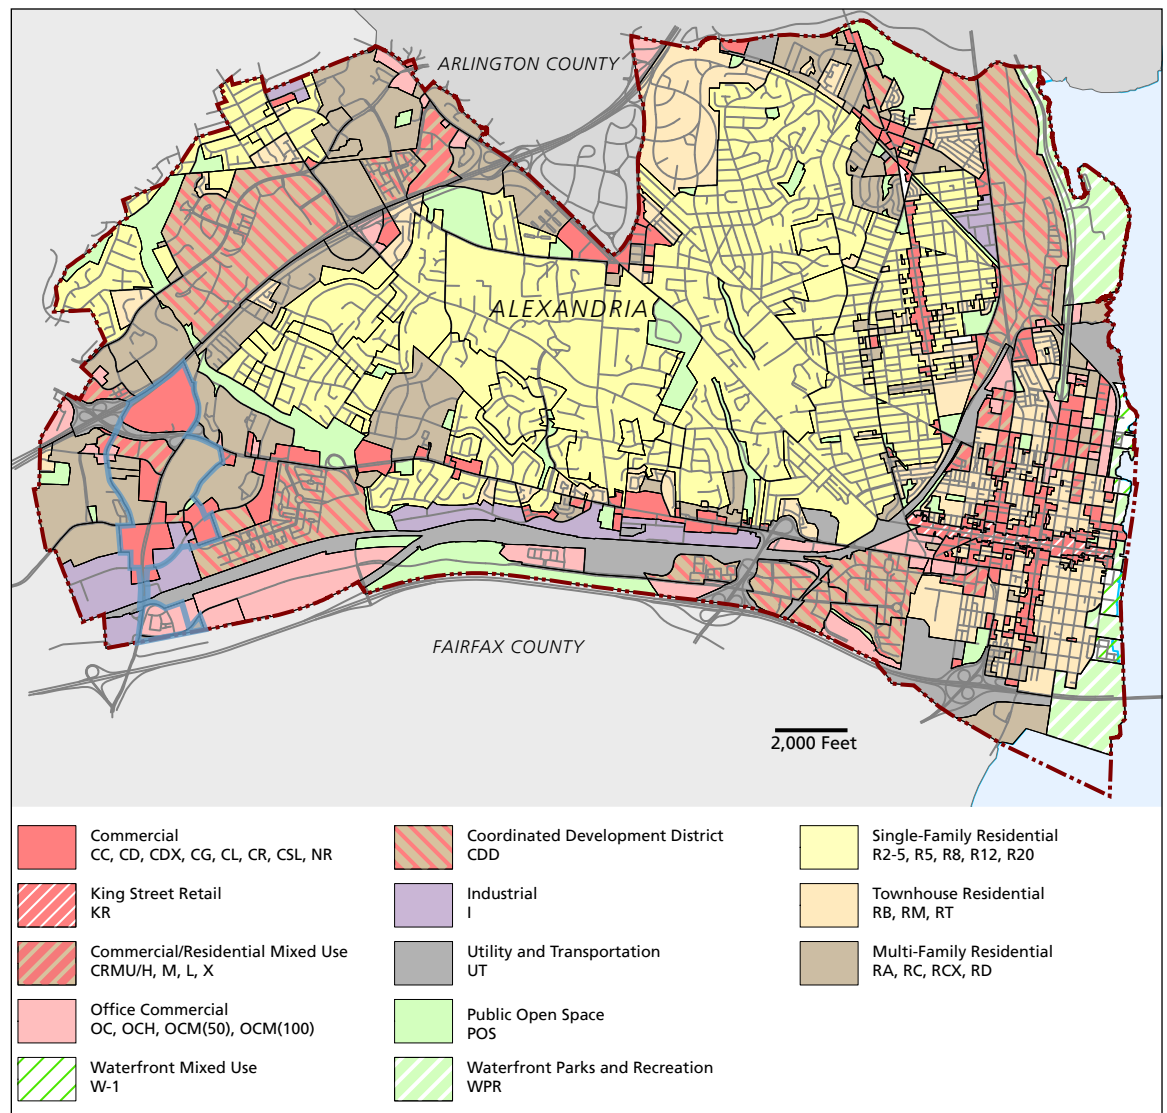 ARLINGTON COUNTY
ALEXANDRIA
FAIRFAX COUNTY
2,000 Feet
Commercial
CC, CD, CDX, CG, CL, CR, CSL, NR
King Street Retail
KR
Commercial/Residential Mixed Use
CRMU/H, M, L, X
Office Commercial
OC, OCH, OCM(50), OCM(100)
Waterfront Mixed Use
W-1
Coordinated Development District
CDD
Industrial
I
Utility and Transportation
UT
Public Open Space
POS
Waterfront Parks and Recreation
WPR
Single-Family Residential
R2-5, R5, R8, R12, R20
Townhouse Residential
RB, RM, RT
Multi-Family Residential
RA, RC, RCX, RD